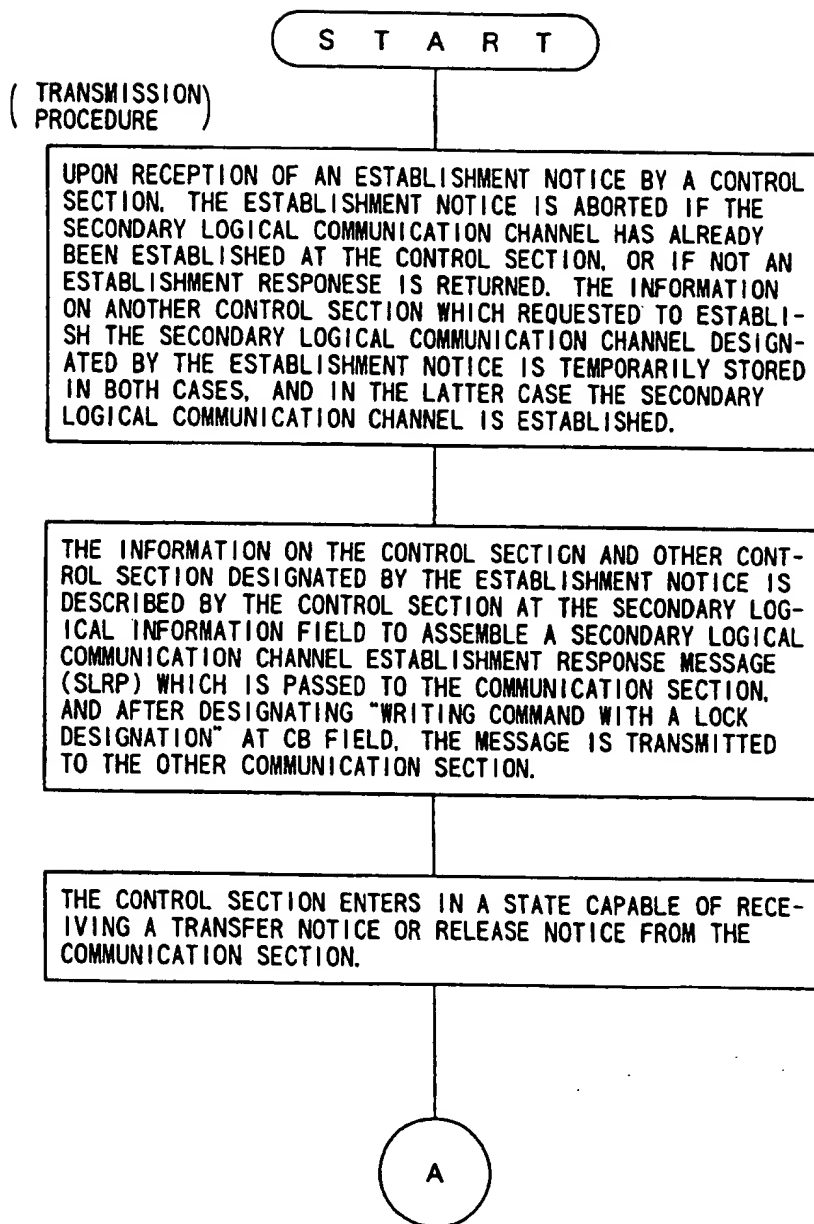 S T A R T
( TRANSMISSION )
PROCEDURE
UPON RECEPTION OF AN ESTABLISHMENT NOTICE BY A CONTROL
SECTION. THE ESTABLISHMENT NOTICE IS ABORTED IF THE
SECONDARY LOGICAL COMMUNICATION CHANNEL HAS ALREADY
BEEN ESTABLISHED AT THE CONTROL SECTION, OR IF NOT AN
ESTABLISHMENT RESPONESE IS RETURNED. THE INFORMATION
ON ANOTHER CONTROL SECTION WHICH REQUESTED TO ESTABLI-
SH THE SECONDARY LOGICAL COMMUNICATION CHANNEL DESIGN-
ATED BY THE ESTABLISHMENT NOTICE IS TEMPORARILY STORED
IN BOTH CASES, AND IN THE LATTER CASE THE SECONDARY
LOGICAL COMMUNICATION CHANNEL IS ESTABLISHED.
THE INFORMATION ON THE CONTROL SECTION AND OTHER CONT-
ROL SECTION DESIGNATED BY THE ESTABLISHMENT NOTICE IS
DESCRIBED BY THE CONTROL SECTION AT THE SECONDARY LOG-
ICAL INFORMATION FIELD TO ASSEMBLE A SECONDARY LOGICAL
COMMUNICATION CHANNEL ESTABLISHMENT RESPONSE MESSAGE
(SLRP) WHICH IS PASSED TO THE COMMUNICATION SECTION,
AND AFTER DESIGNATING "WRITING COMMAND WITH A LOCK
DESIGNATION" AT CB FIELD, THE MESSAGE IS TRANSMITTED
TO THE OTHER COMMUNICATION SECTION.
THE CONTROL SECTION ENTERS IN A STATE CAPABLE OF RECE-
IVING A TRANSFER NOTICE OR RELEASE NOTICE FROM THE
COMMUNICATION SECTION.
A